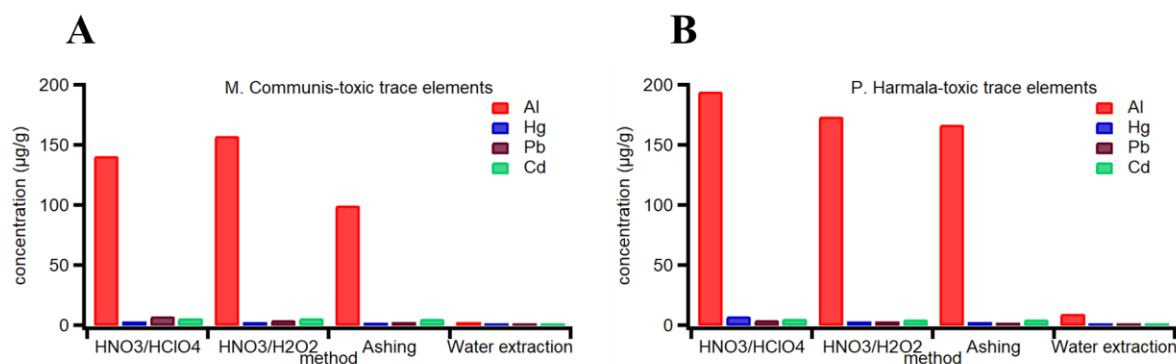 A
M. Communis-toxic trace elements
200
150
100
50
0
concentration (µg/g)
Al
Hg
Pb
Cd
HNO3/HClO4
HNO3/H2O2
Ashing
Water extraction
method
B
P. Harmala-toxic trace elements
200
150
100
50
0
concentration (µg/g)
Al
Hg
Pb
Cd
HNO3/HClO4
HNO3/H2O2
Ashing
Water extraction
method